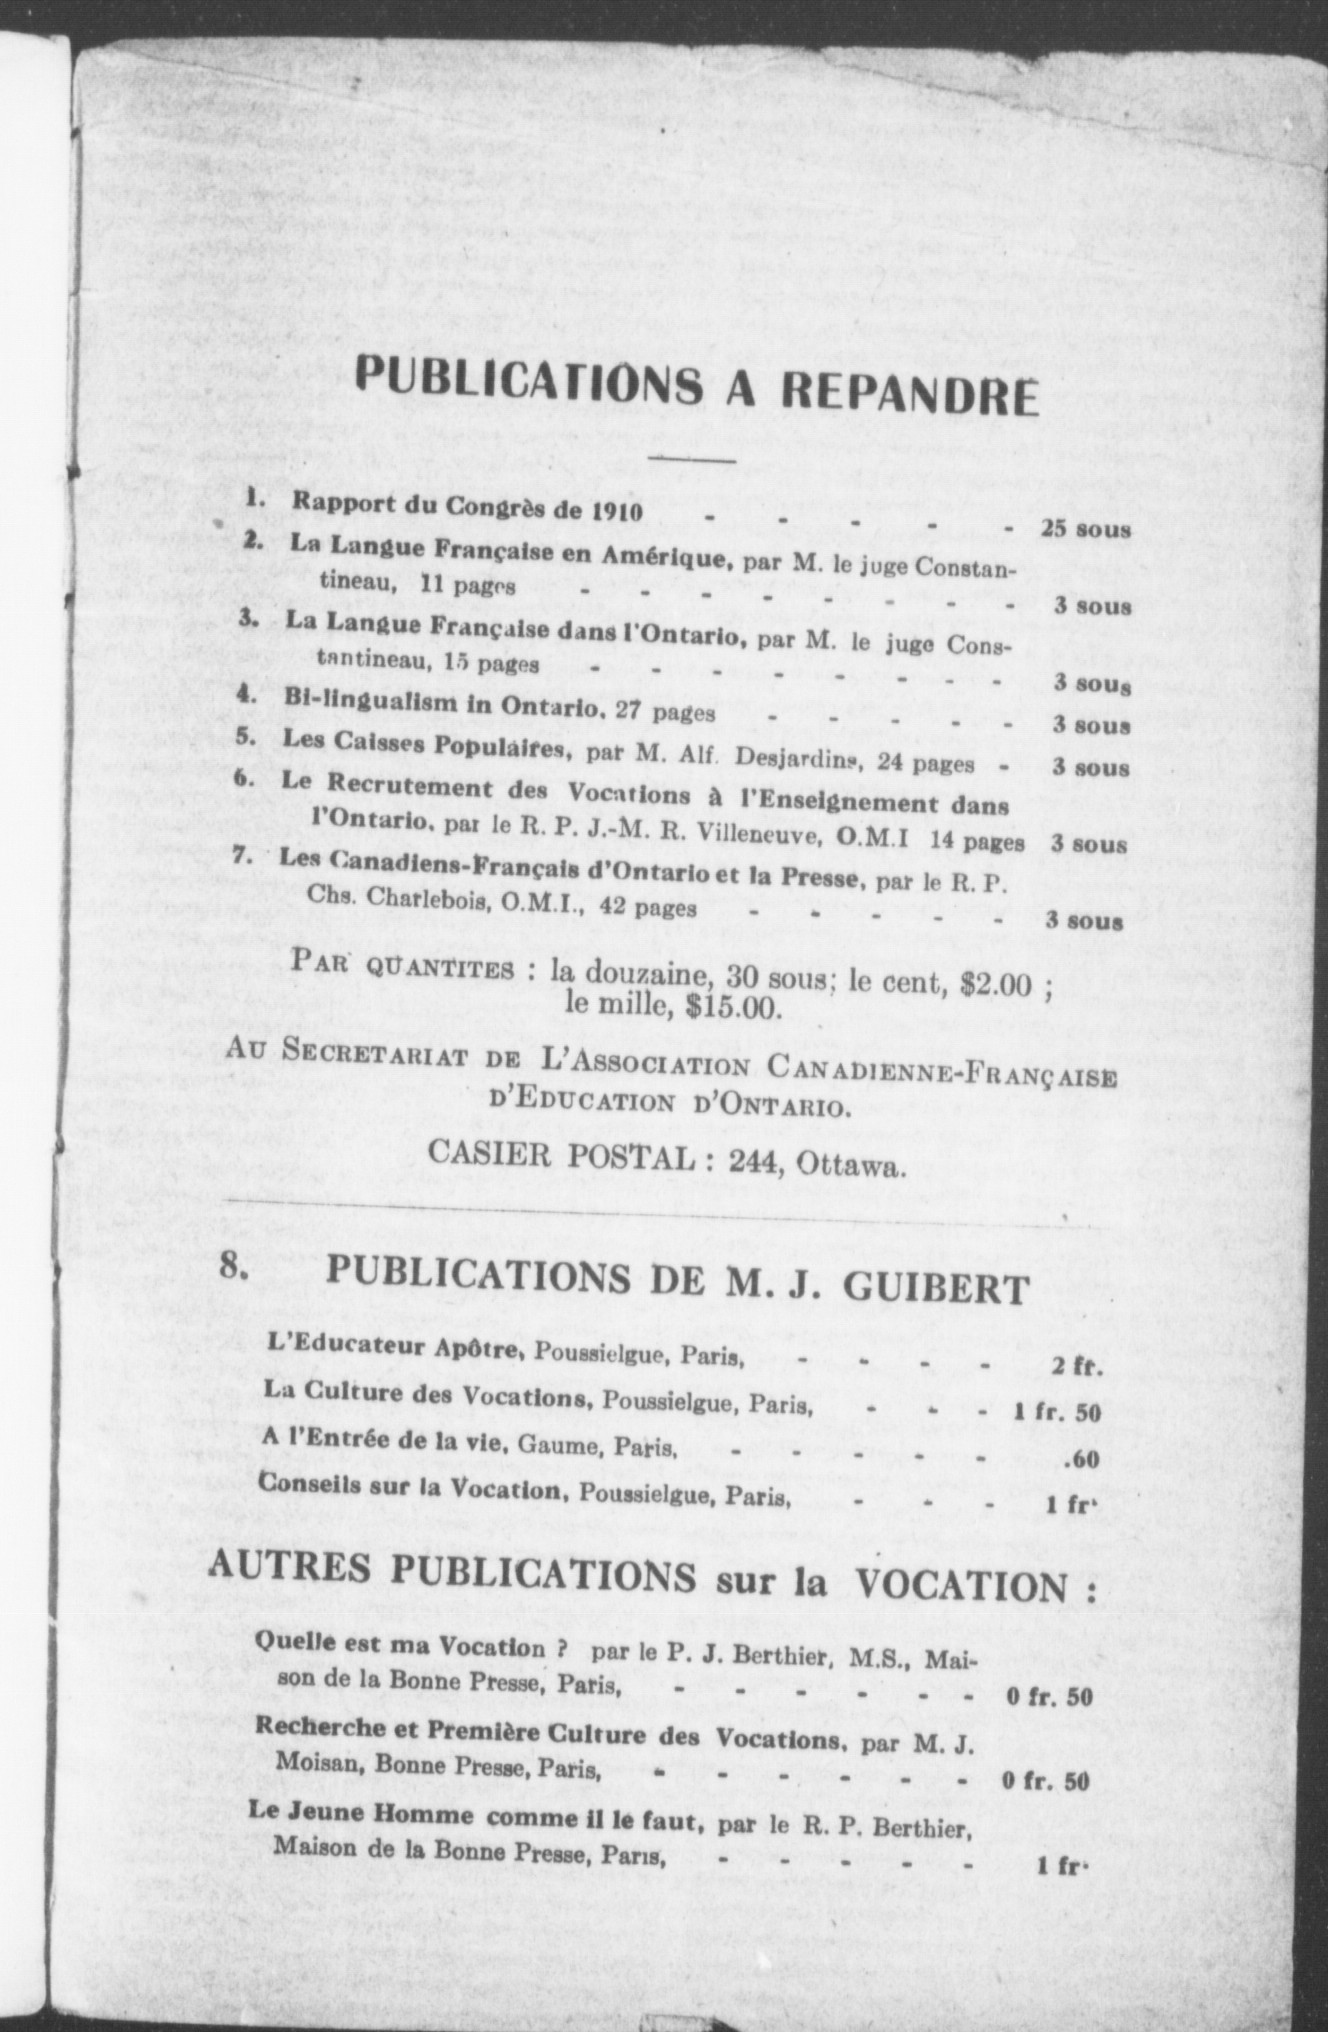 PUBLICATIONS A REPANDRE
1. Rapport du Congrès de 1910 - - - - - 25 sous
2. La Langue Française en Amérique, par M. le juge Constan-
tineau, 11 pages - - - - - - - - 3 sous
3. La Langue Française dans l'Ontario, par M. le juge Cons-
tantineau, 15 pages - - - - - - - - 3 sous
4. Bi-lingualism in Ontario, 27 pages - - - - - 3 sous
5. Les Caisses Populaires, par M. Alf. Desjardins, 24 pages - 3 sous
6. Le Recrutement des Vocations à l'Enseignement dans
l'Ontario, par le R. P. J.-M. R. Villeneuve, O.M.I 14 pages 3 sous
7. Les Canadiens-Français d'Ontario et la Presse, par le R. P.
Chs. Charlebois, O.M.I., 42 pages - - - - - 3 sous
PAR QUANTITES : la douzaine, 30 sous; le cent, $2.00 ;
le mille, $15.00.
AU SECRETARIAT DE L'ASSOCIATION CANADIENNE-FRANÇAISE
D'EDUCATION D'ONTARIO.
CASIER POSTAL : 244, Ottawa.
8. PUBLICATIONS DE M. J. GUIBERT
L'Educateur Apôtre, Poussielgue, Paris, - - - - 2 fr.
La Culture des Vocations, Poussielgue, Paris, - - - 1 fr. 50
A l'Entrée de la vie, Gaume, Paris, - - - - - .60
Conseils sur la Vocation, Poussielgue, Paris, - - - 1 fr.
AUTRES PUBLICATIONS sur la VOCATION :
Quelle est ma Vocation ? par le P. J. Berthier, M.S., Mai-
son de la Bonne Presse, Paris, - - - - - - 0 fr. 50
Recherche et Première Culture des Vocations, par M. J.
Moisan, Bonne Presse, Paris, - - - - - - 0 fr. 50
Le Jeune Homme comme il le faut, par le R. P. Berthier,
Maison de la Bonne Presse, Paris, - - - - - 1 fr.